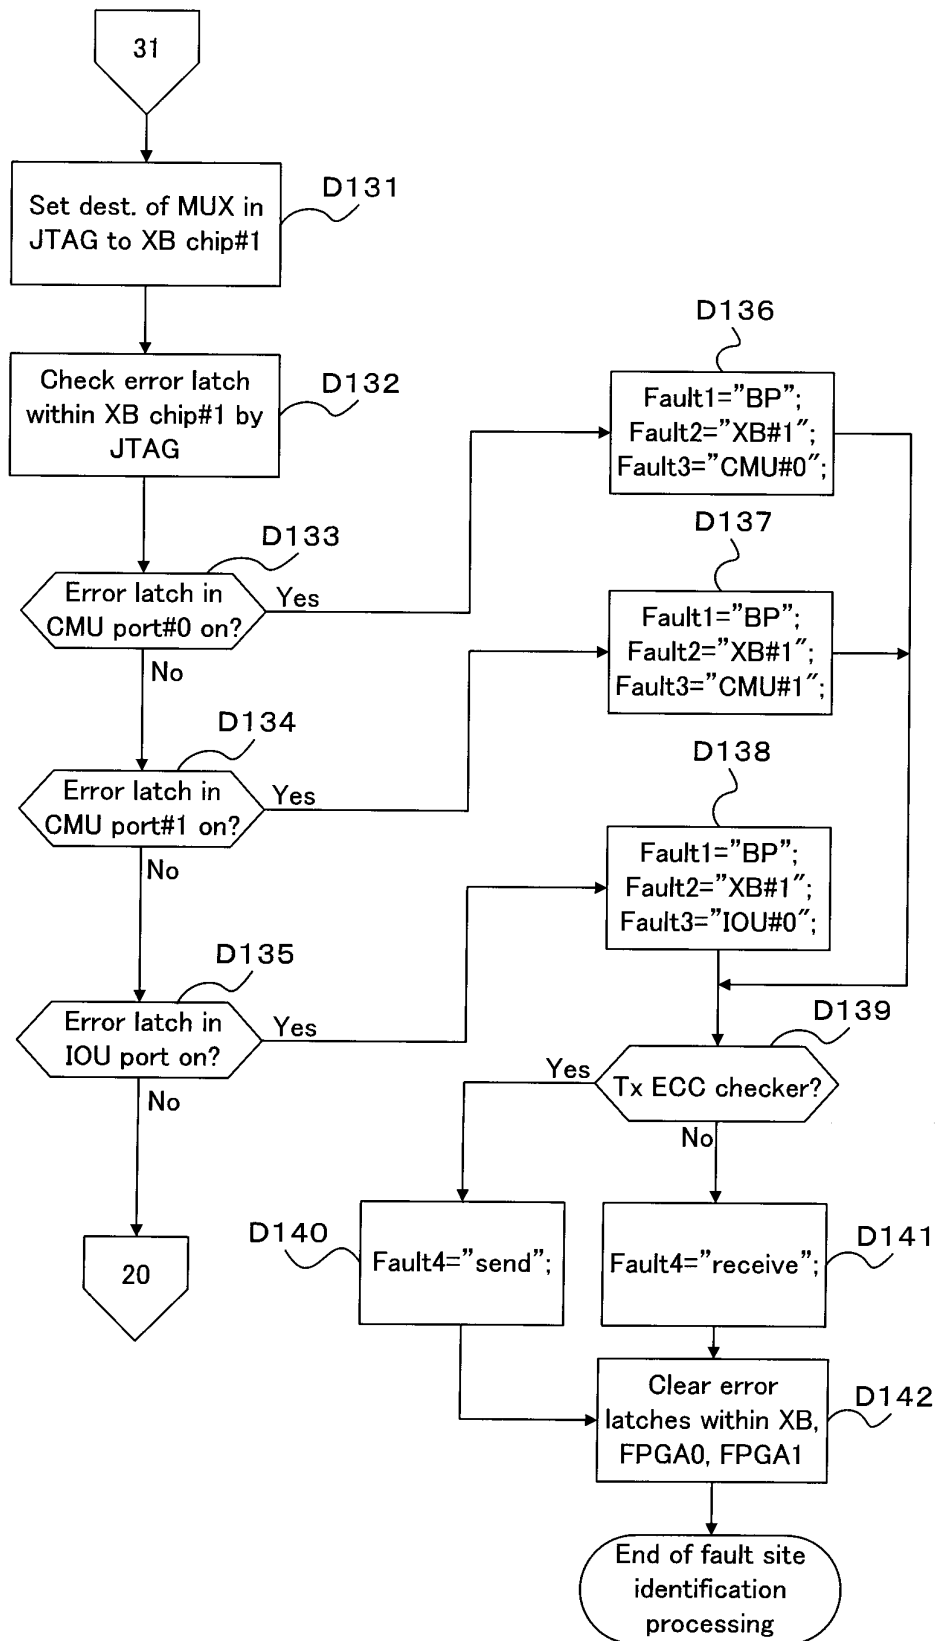 31
D131
Set dest. of MUX in
JTAG to XB chip#1
D132
Check error latch
within XB chip#1 by
JTAG
D133
Error latch in
CMU port#0 on?
Yes
No
D134
Error latch in
CMU port#1 on?
Yes
No
D135
Error latch in
IOU port on?
Yes
No
20
D136
Fault1="BP";
Fault2="XB#1";
Fault3="CMU#0";
D137
Fault1="BP";
Fault2="XB#1";
Fault3="CMU#1";
D138
Fault1="BP";
Fault2="XB#1";
Fault3="IOU#0";
D139
Tx ECC checker?
Yes
No
D140
Fault4="send";
D141
Fault4="receive";
D142
Clear error
latches within XB,
FPGA0, FPGA1
End of fault site
identification
processing